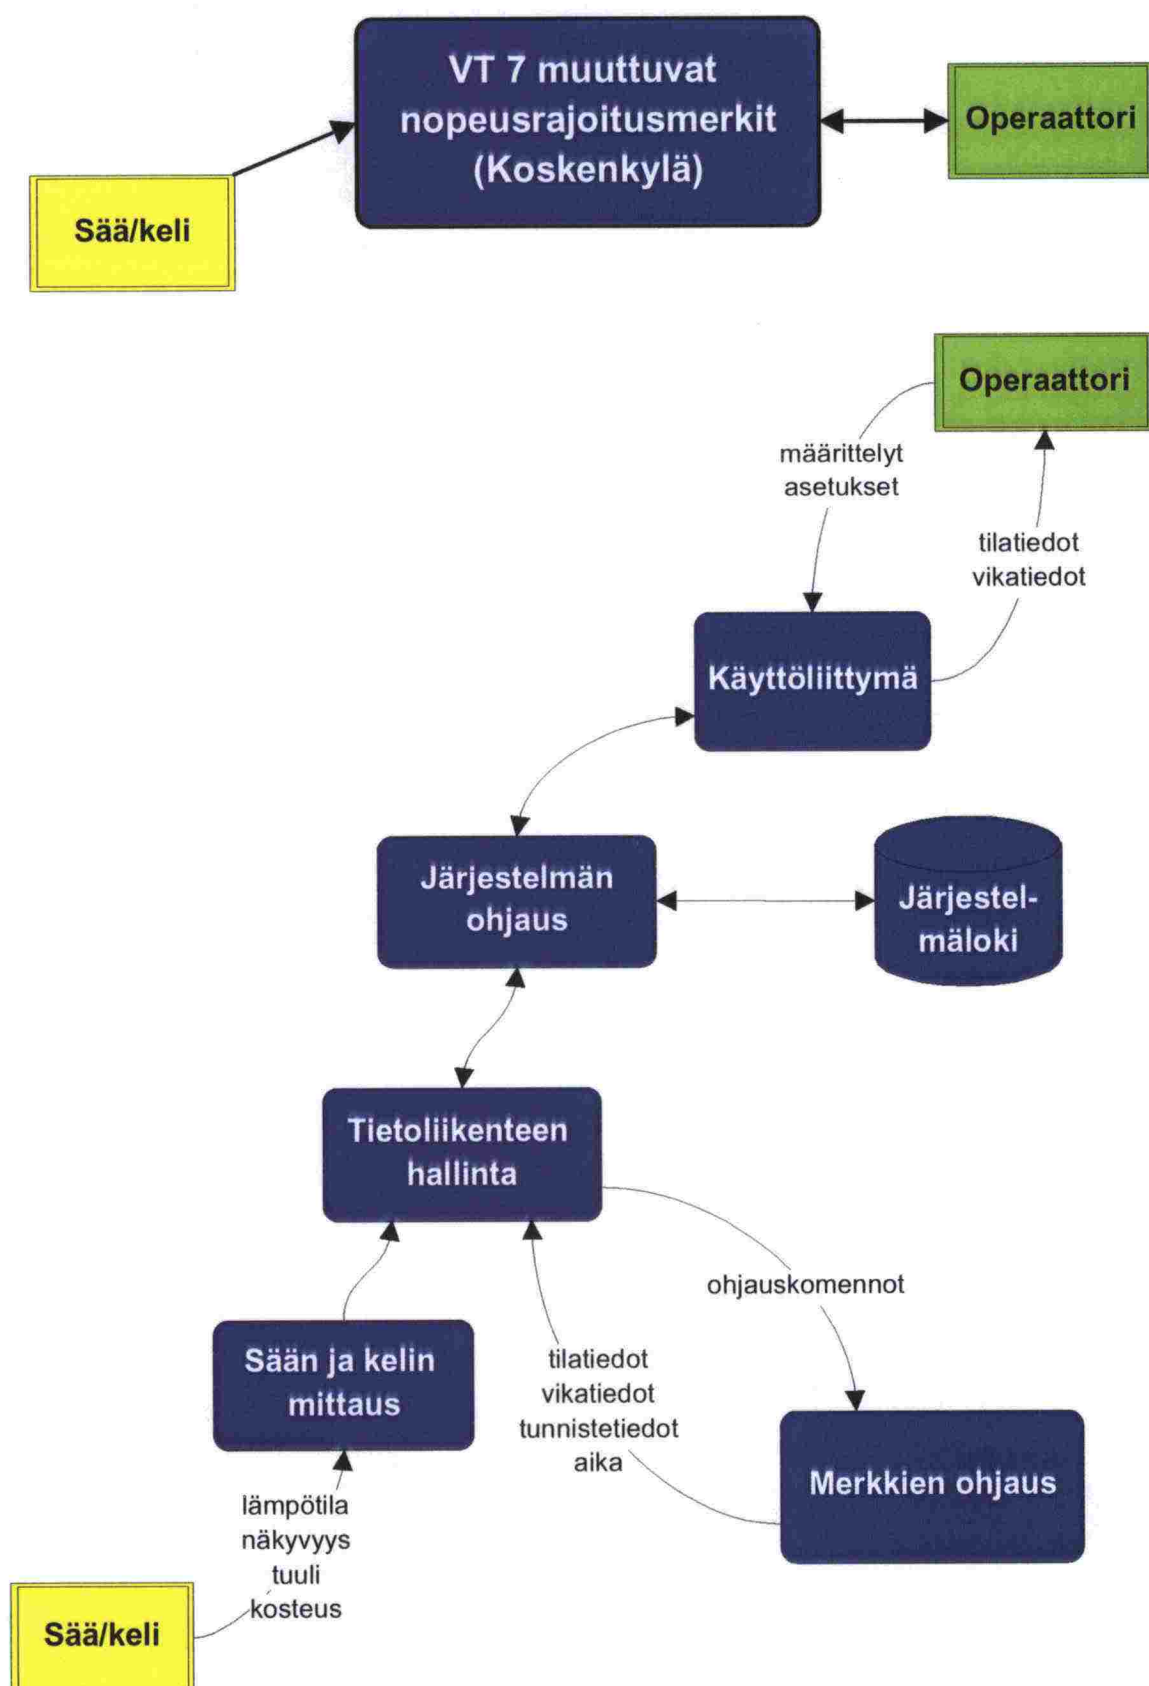 VT 7 muuttuvat
nopeusrajoitusmerkit
(Koskenkylä)
Operaattori
Sää/keli
Operaattori
määrittelyt
asetukset
tilatiedot
vikatiedot
Käyttöliittymä
Järjestelmän
ohjaus
Järjestel-
mäloki
Tietoliikenteen
hallinta
ohjauskomennot
Sään ja kelin
mittaus
tilatiedot
vikatiedot
tunnistetiedot
aika
Merkkien ohjaus
lämpötila
näkyvyys
tuuli
kosteus
Sää/keli